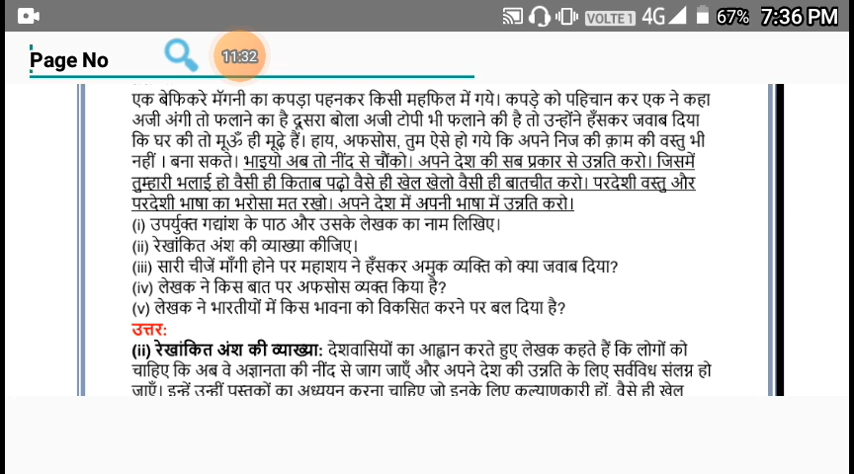 VOLTE 1 4G 67% 7:36 PM
Page No
11:32
एक बेफिकरे मँगनी का कपड़ा पहनकर किसी महफिल में गये। कपड़े को पहिचान कर एक ने कहा
अजी अंगी तो फलाने का है दूसरा बोला अजी टोपी भी फलाने की है तो उन्होंने हँसकर जवाब दिया
कि घर की तो मूऊँ ही मूढ़े हैं। हाय, अफसोस, तुम ऐसे हो गये कि अपने निज की क़ाम की वस्तु भी
नहीं । बना सकते। भाइयो अब तो नींद से चौंको। अपने देश की सब प्रकार से उन्नति करो। जिसमें
तुम्हारी भलाई हो वैसी ही किताब पढ़ो वैसे ही खेल खेलो वैसी ही बातचीत करो। परदेशी वस्तु और
परदेशी भाषा का भरोसा मत रखो। अपने देश में अपनी भाषा में उन्नति करो।
(i) उपर्युक्त गद्यांश के पाठ और उसके लेखक का नाम लिखिए।
(ii) रेखांकित अंश की व्याख्या कीजिए।
(iii) सारी चीजें माँगी होने पर महाशय ने हँसकर अमुक व्यक्ति को क्या जवाब दिया?
(iv) लेखक ने किस बात पर अफसोस व्यक्त किया है?
(v) लेखक ने भारतीयों में किस भावना को विकसित करने पर बल दिया है?
उत्तर:
(ii) रेखांकित अंश की व्याख्या: देशवासियों का आह्वान करते हुए लेखक कहते हैं कि लोगों को
चाहिए कि अब वे अज्ञानता की नींद से जाग जाएँ और अपने देश की उन्नति के लिए सर्वविध संलग्न हो
जाएँ। इन्हें उन्हीं पुस्तकों का अध्ययन करना चाहिए जो इनके लिए कल्याणकारी हों, वैसे ही खेल